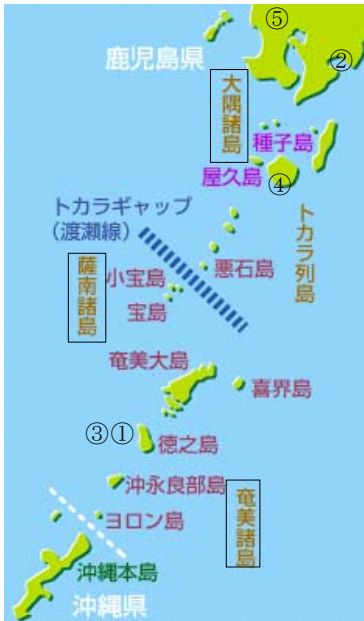 ⑤
鹿児島県
②
大隅諸島
種子島
屋久島
④
トカラギャップ
（渡瀬線）
トカラ列島
悪石島
薩南諸島
小宝島
宝島
奄美大島
喜界島
③①
徳之島
沖永良部島
奄美諸島
ヨロン島
沖縄本島
沖縄県